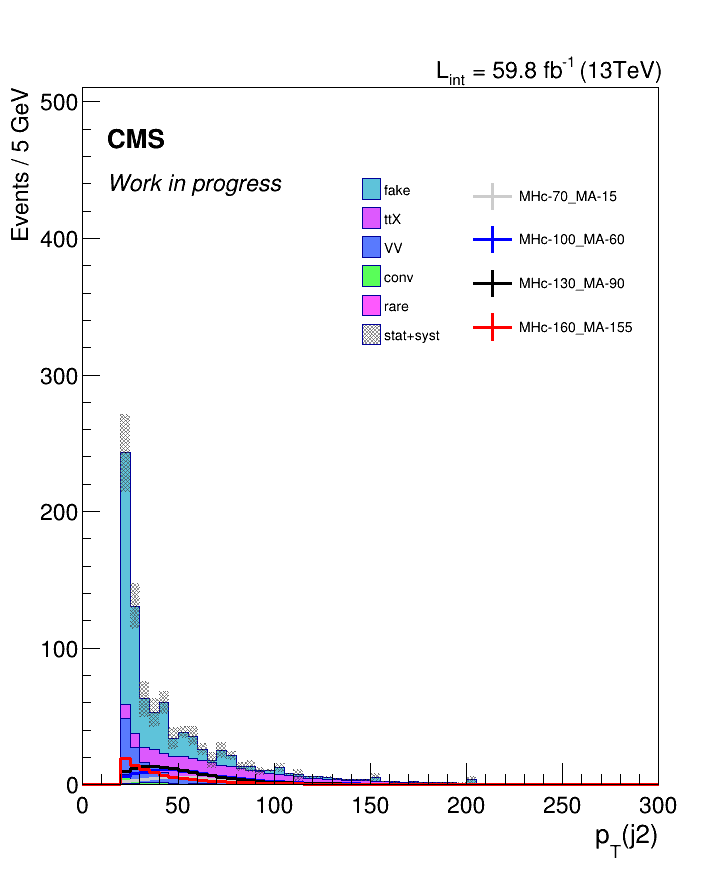 L_int = 59.8 fb^-1 (13TeV)
Events / 5 GeV
500
400
300
200
100
0
CMS
Work in progress
fake
ttX
VV
conv
rare
stat+syst
MHc-70_MA-15
MHc-100_MA-60
MHc-130_MA-90
MHc-160_MA-155
0 50 100 150 200 250 300
p_T(j2)